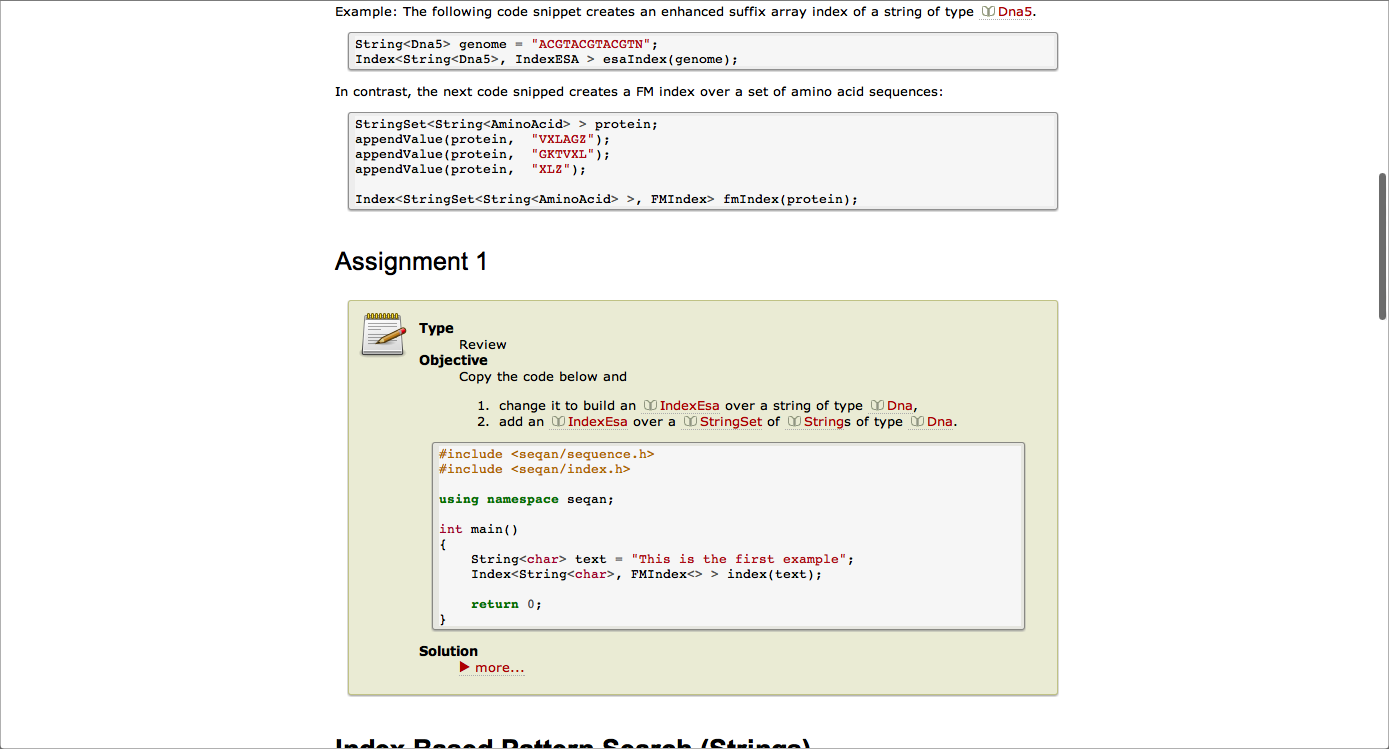 Example: The following code snippet creates an enhanced suffix array index of a string of type Dna5.
String<Dna5> genome = "ACGTACGTACGTN";
Index<String<Dna5>, IndexESA > esaIndex(genome);
In contrast, the next code snipped creates a FM index over a set of amino acid sequences:
StringSet<String<AminoAcid> > protein;
appendValue(protein,  "VXLAGZ");
appendValue(protein,  "GKTVXL");
appendValue(protein,  "XLZ");
Index<StringSet<String<AminoAcid> >, FMIndex> fmIndex(protein);
Assignment 1
Type
Review
Objective
Copy the code below and
1. change it to build an IndexEsa over a string of type Dna,
2. add an IndexEsa over a StringSet of Strings of type Dna.
#include <seqan/sequence.h>
#include <seqan/index.h>
using namespace seqan;
int main()
{
    String<char> text = "This is the first example";
    Index<String<char>, FMIndex<> > index(text);
    return 0;
}
Solution
more...
Index Based Pattern Search (Strings)